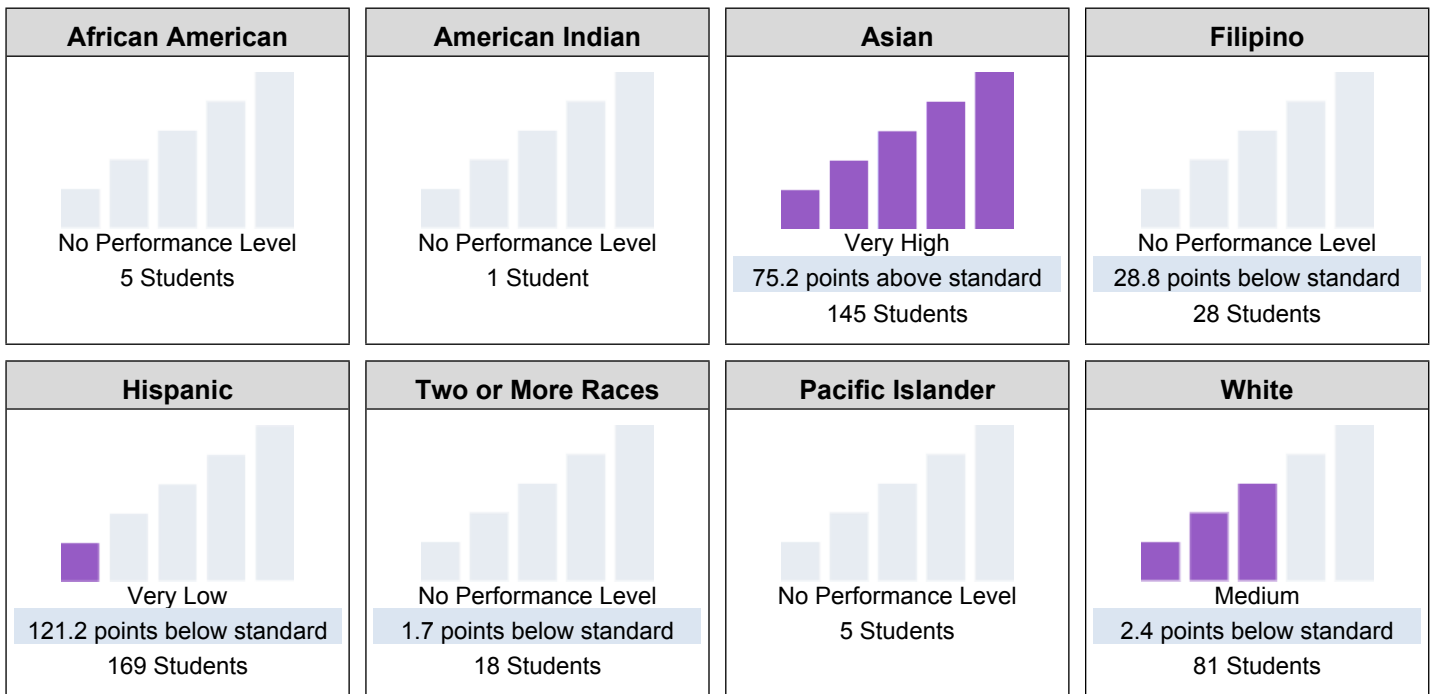 African American
No Performance Level
5 Students
American Indian
No Performance Level
1 Student
Asian
Very High
75.2 points above standard
145 Students
Filipino
No Performance Level
28.8 points below standard
28 Students
Hispanic
Very Low
121.2 points below standard
169 Students
Two or More Races
No Performance Level
1.7 points below standard
18 Students
Pacific Islander
No Performance Level
5 Students
White
Medium
2.4 points below standard
81 Students